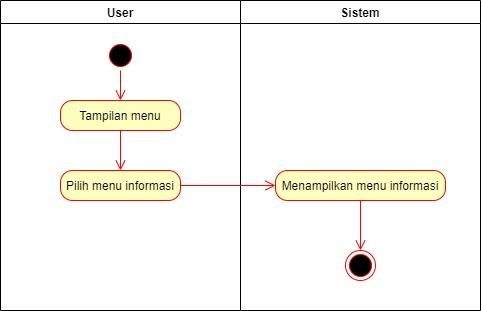 User
Sistem
Tampilan menu
Pilih menu informasi
Menampilkan menu informasi